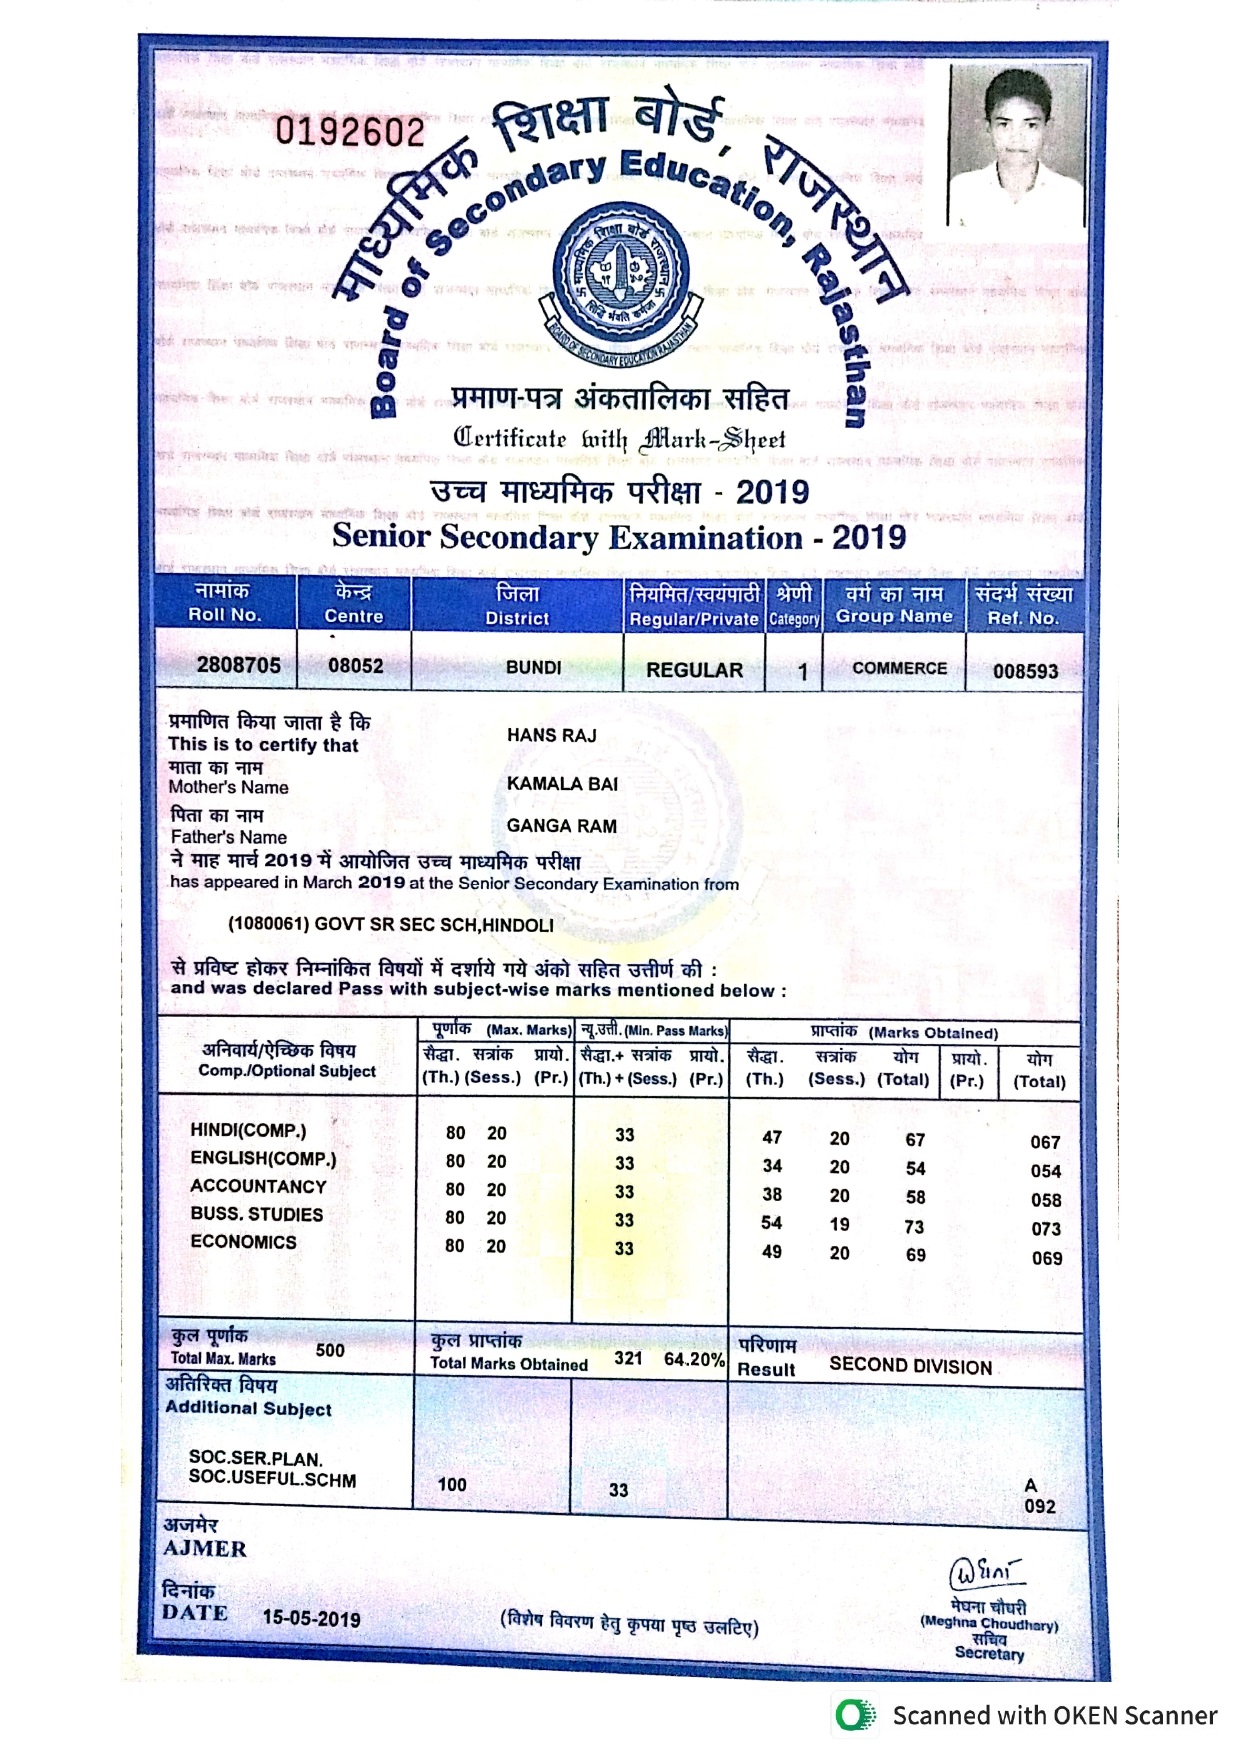 0192602
माध्यमिक शिक्षा बोर्ड, राजस्थान
Board of Secondary Education, Rajasthan
माध्यमिक शिक्षा बोर्ड राजस्थान
सिद्धि र्भवति कर्मजा
BOARD OF SECONDARY EDUCATION RAJASTHAN
प्रमाण-पत्र अंकतालिका सहित
Certificate with Mark-Sheet
उच्च माध्यमिक परीक्षा - 2019
Senior Secondary Examination - 2019
नामांक केन्द्र जिला नियमित/स्वयंपाठी श्रेणी वर्ग का नाम संदर्भ संख्या
Roll No. Centre District Regular/Private Category Group Name Ref. No.
2808705 08052 BUNDI REGULAR 1 COMMERCE 008593
प्रमाणित किया जाता है कि
This is to certify that HANS RAJ
माता का नाम
Mother's Name KAMALA BAI
पिता का नाम
Father's Name GANGA RAM
ने माह मार्च 2019 में आयोजित उच्च माध्यमिक परीक्षा
has appeared in March 2019 at the Senior Secondary Examination from
(1080061) GOVT SR SEC SCH,HINDOLI
से प्रविष्ट होकर निम्नांकित विषयों में दर्शाये गये अंको सहित उत्तीर्ण की :
and was declared Pass with subject-wise marks mentioned below :
पूर्णांक (Max. Marks) न्यू.उत्ती. (Min. Pass Marks) प्राप्तांक (Marks Obtained)
अनिवार्य/ऐच्छिक विषय सैद्धा. सत्रांक प्रायो. सैद्धा.+ सत्रांक प्रायो. सैद्धा. सत्रांक योग प्रायो. योग
Comp./Optional Subject (Th.) (Sess.) (Pr.) (Th.) + (Sess.) (Pr.) (Th.) (Sess.) (Total) (Pr.) (Total)
HINDI(COMP.) 80 20 33 47 20 67 067
ENGLISH(COMP.) 80 20 33 34 20 54 054
ACCOUNTANCY 80 20 33 38 20 58 058
BUSS. STUDIES 80 20 33 54 19 73 073
ECONOMICS 80 20 33 49 20 69 069
कुल पूर्णांक कुल प्राप्तांक परिणाम
Total Max. Marks 500 Total Marks Obtained 321 64.20% Result SECOND DIVISION
अतिरिक्त विषय
Additional Subject
SOC.SER.PLAN. A
SOC.USEFUL.SCHM 100 33 092
अजमेर
AJMER
दिनांक
DATE 15-05-2019
(विशेष विवरण हेतु कृपया पृष्ठ उलटिए)
मेघना चौधरी
(Meghna Choudhary)
सचिव
Secretary
Scanned with OKEN Scanner